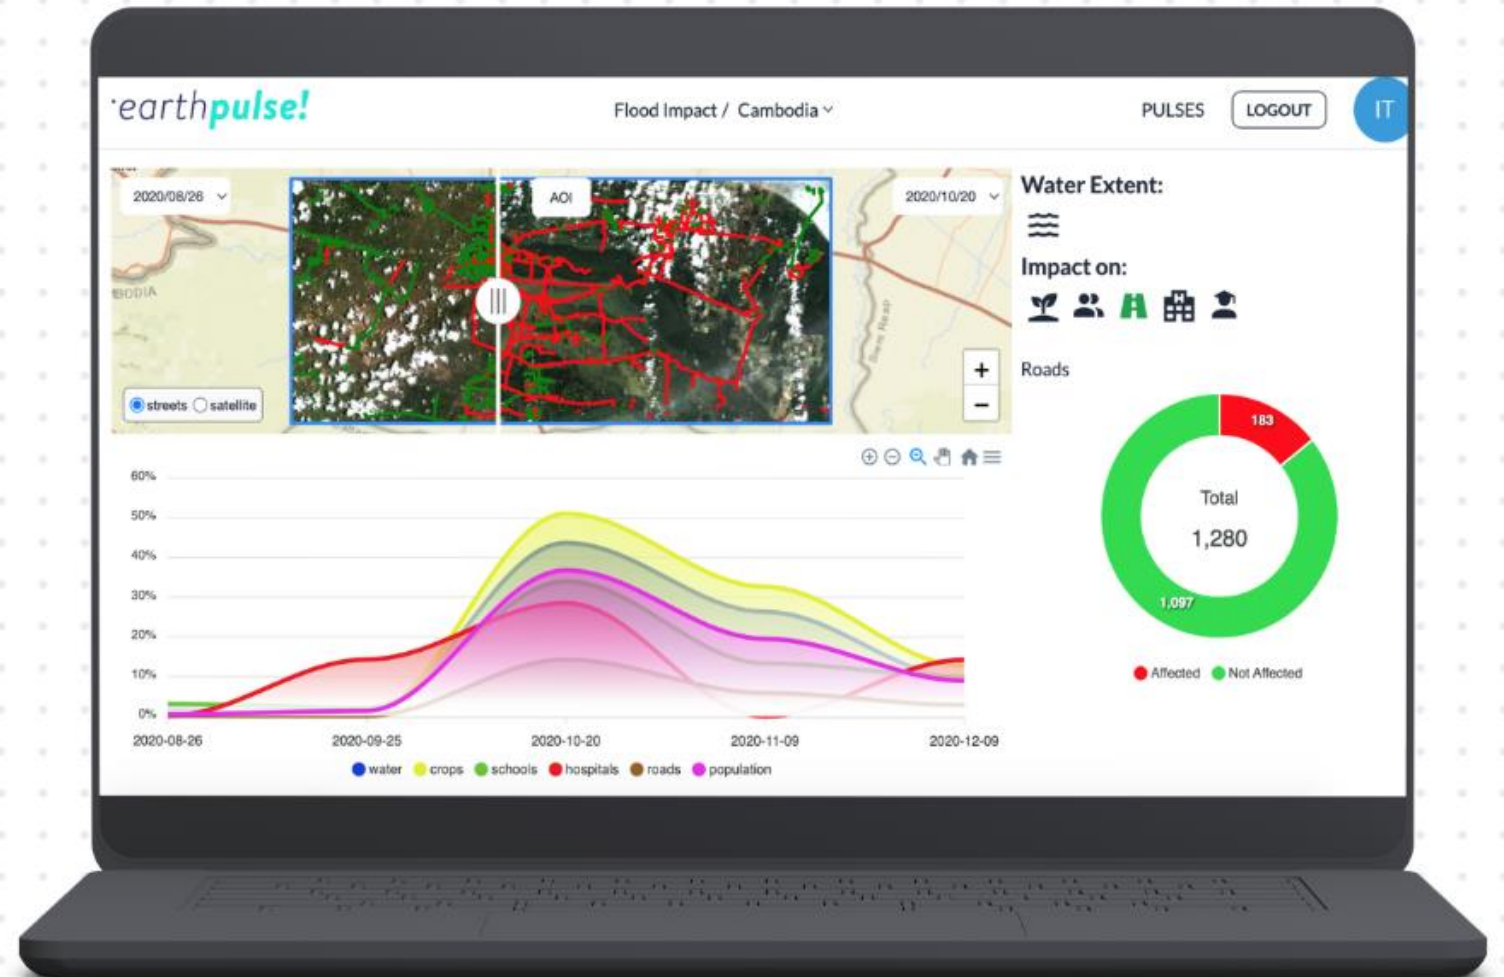 earthpulse!
Flood Impact / Cambodia
PULSES
LOGOUT
IT
2020/08/26
AOI
2020/10/20
BODIA
Siem Reap
streets
satellite
+
−
Water Extent:
Impact on:
H
Roads
183
Total
1,280
1,097
Affected
Not Affected
60%
50%
40%
30%
20%
10%
0%
2020-08-26
2020-09-25
2020-10-20
2020-11-09
2020-12-09
water
crops
schools
hospitals
roads
population